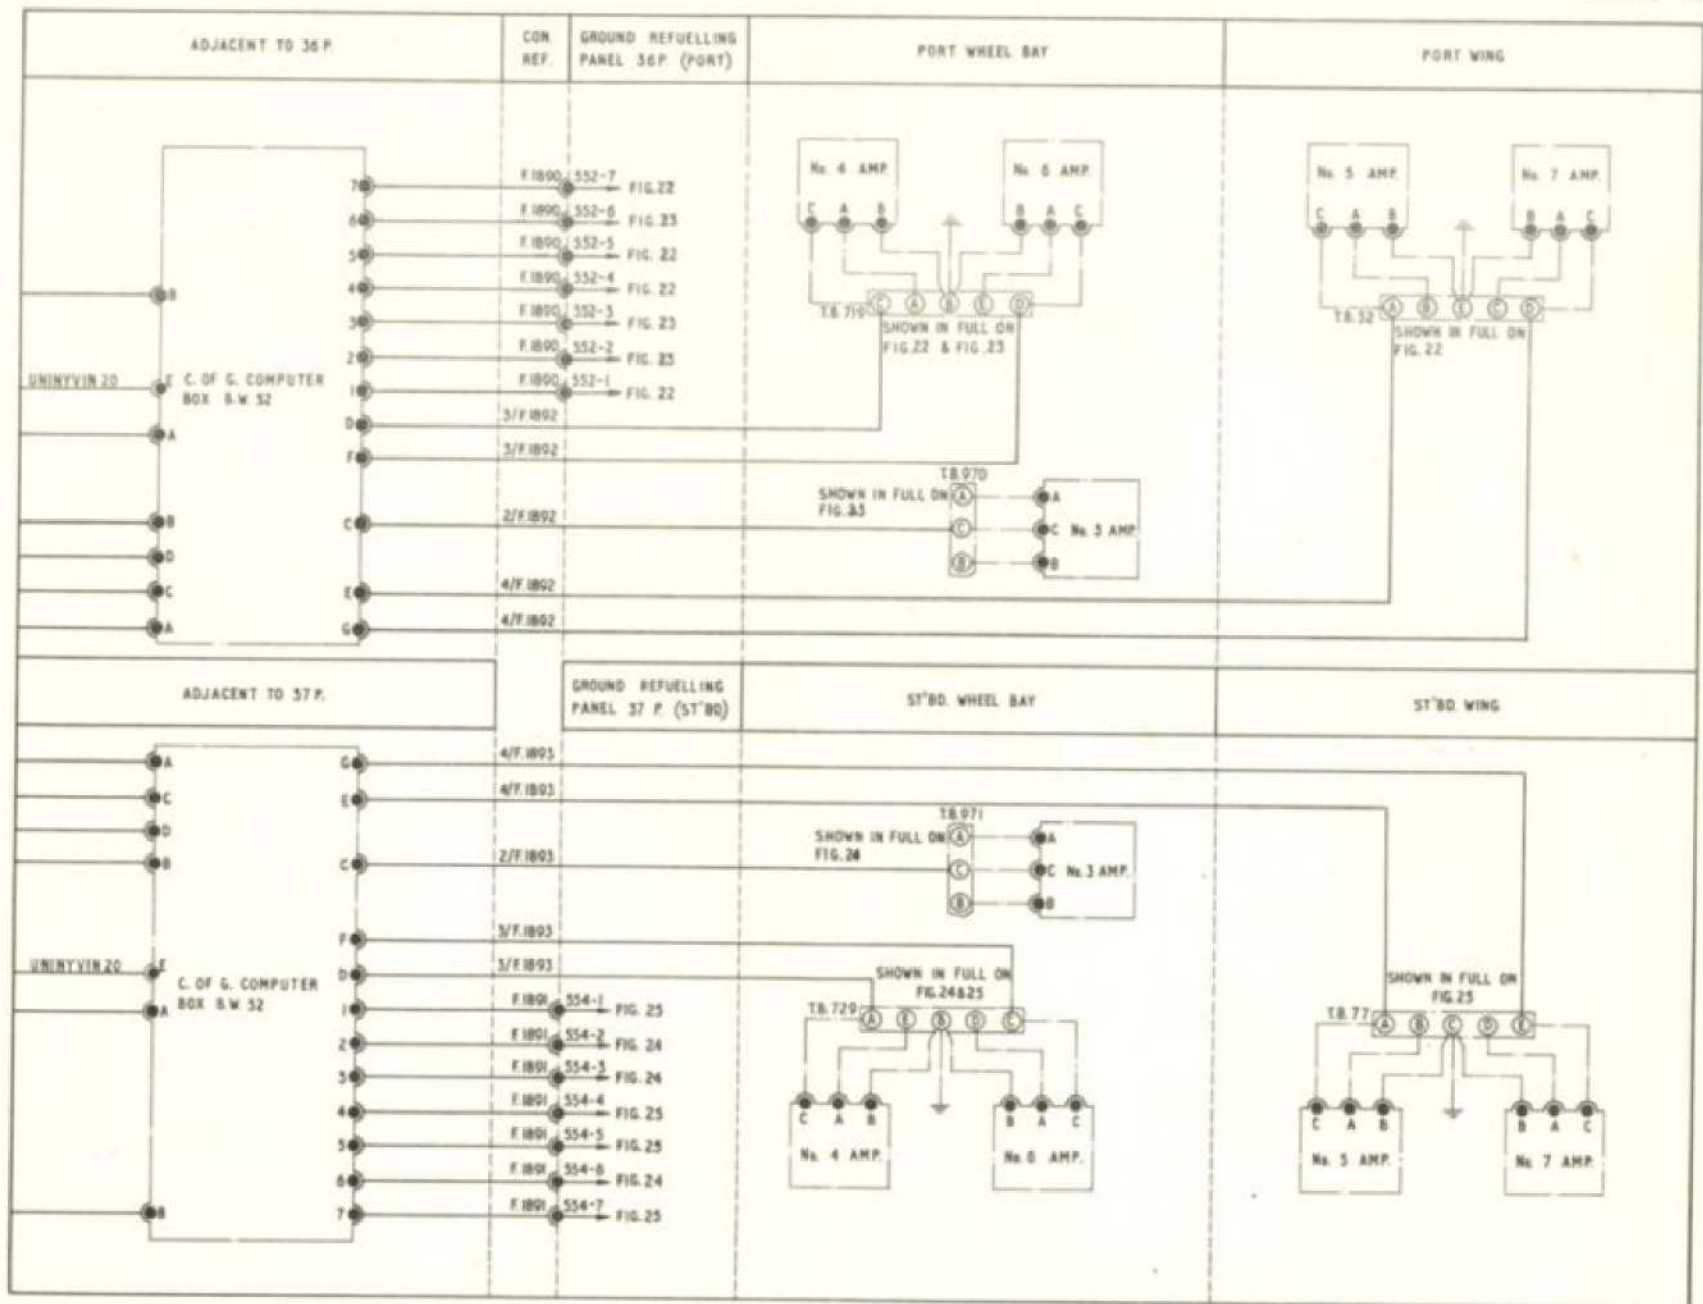 ADJACENT TO 36 P.
CON. REF.
GROUND REFUELLING
PANEL 36P. (PORT)
PORT WHEEL BAY
PORT WING
7 F.1890 552-7 FIG.22
6 F.1890 552-6 FIG.23
5 F.1890 552-5 FIG. 22
4 F.1890 552-4 FIG. 22
3 F.1890 552-3 FIG. 23
2 F.1890 552-2 FIG. 23
1 F.1890 552-1 FIG. 22
D 3/F.1892
F 3/F.1892
C 2/F.1892
E 4/F.1892
G 4/F.1892
B
UNINYVIN 20
E C. OF G. COMPUTER
BOX B.W. 52
A
B
D
C
A
No. 4 AMP.
C A B
No. 6 AMP.
B A C
T.B.719 C A B E D
SHOWN IN FULL ON
FIG.22 & FIG.23
No. 5 AMP.
C A B
No. 7 AMP.
B A C
T.B.52 A B E C D
SHOWN IN FULL ON
FIG. 22
T.B.970
SHOWN IN FULL ON A A
FIG.23
C C No. 3 AMP.
B B
ADJACENT TO 37 P.
GROUND REFUELLING
PANEL 37 P. (ST'BD)
ST'BD. WHEEL BAY
ST'BD. WING
A G 4/F.1893
C E 4/F.1893
D
B C 2/F.1893
F 3/F.1893
UNINYVIN 20 E D 3/F.1893
C. OF G. COMPUTER
BOX B.W. 52
A
1 F.1891 554-1 FIG. 25
2 F.1891 554-2 FIG. 24
3 F.1891 554-3 FIG. 24
4 F.1891 554-4 FIG. 25
5 F.1891 554-5 FIG. 25
6 F.1891 554-6 FIG. 24
B 7 F.1891 554-7 FIG. 25
T.B.971
SHOWN IN FULL ON A A
FIG. 24
C C No. 3 AMP.
B B
SHOWN IN FULL ON
FIG.24&25
T.B.729 A E B D C
C A B
No. 4 AMP.
B A C
No. 6 AMP.
SHOWN IN FULL ON
FIG.25
T.B.77 A B C D E
C A B
No. 5 AMP.
B A C
No. 7 AMP.